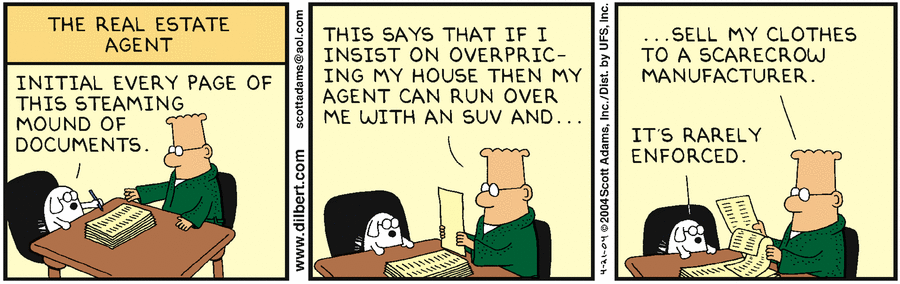 THE REAL ESTATE
AGENT
INITIAL EVERY PAGE OF
THIS STEAMING
MOUND OF
DOCUMENTS.
www.dilbert.com
scottadams@aol.com
THIS SAYS THAT IF I
INSIST ON OVERPRIC-
ING MY HOUSE THEN MY
AGENT CAN RUN OVER
ME WITH AN SUV AND...
4-21-04 © 2004 Scott Adams, Inc./Dist. by UFS, Inc.
...SELL MY CLOTHES
TO A SCARECROW
MANUFACTURER.
IT'S RARELY
ENFORCED.